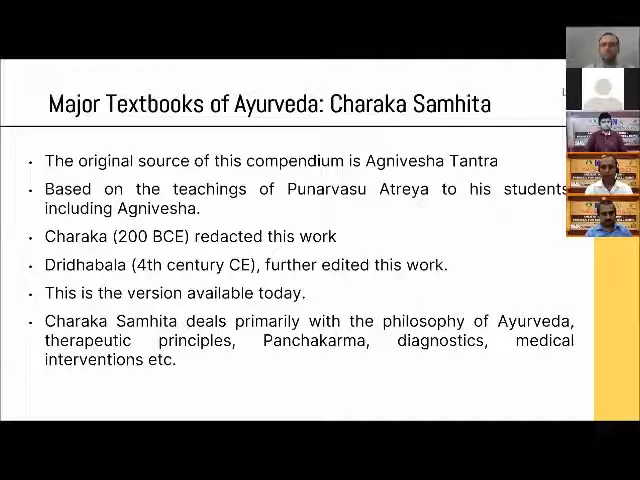 Major Textbooks of Ayurveda: Charaka Samhita
• The original source of this compendium is Agnivesha Tantra
• Based on the teachings of Punarvasu Atreya to his students
including Agnivesha.
• Charaka (200 BCE) redacted this work
• Dridhabala (4th century CE), further edited this work.
• This is the version available today.
• Charaka Samhita deals primarily with the philosophy of Ayurveda,
therapeutic principles, Panchakarma, diagnostics, medical
interventions etc.